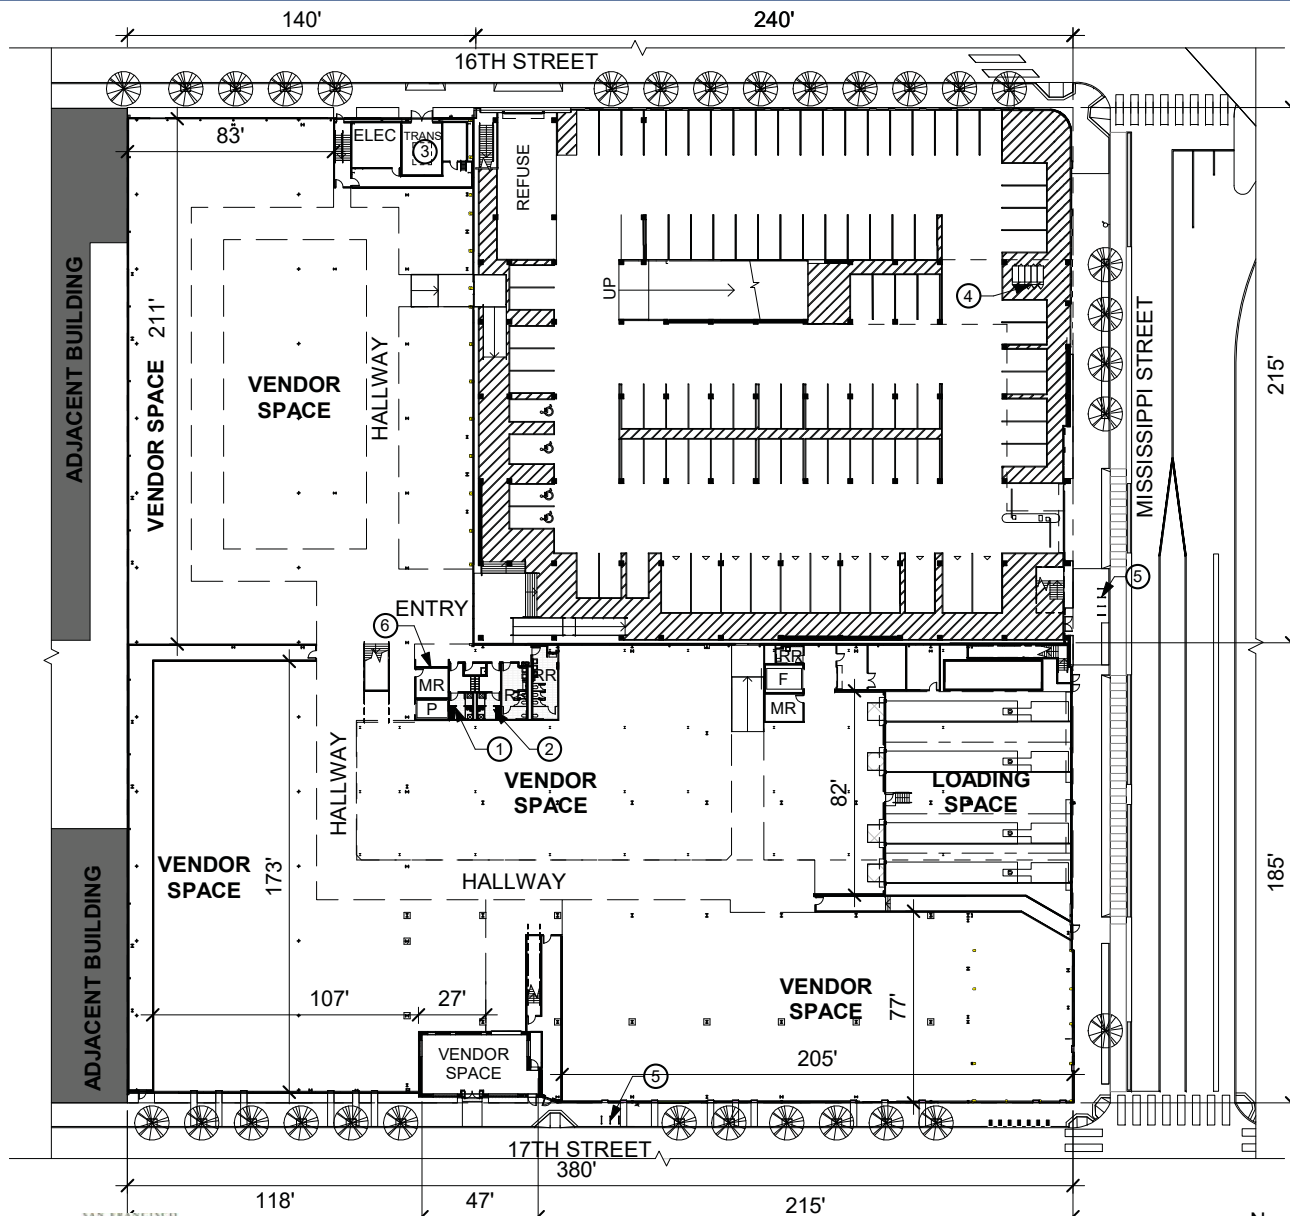 140'
240'
16TH STREET
83'
ELEC
TRANS
3
REFUSE
ADJACENT BUILDING
VENDOR SPACE
211'
VENDOR
SPACE
HALLWAY
UP
4
MISSISSIPPI STREET
215'
5
ENTRY
6
MR
P
RR
RR
RR
F
MR
1
2
HALLWAY
VENDOR
SPACE
82'
LOADING
SPACE
VENDOR
SPACE
173'
HALLWAY
185'
ADJACENT BUILDING
107'
27'
VENDOR
SPACE
77'
VENDOR
SPACE
205'
5
17TH STREET
380'
118'
47'
215'